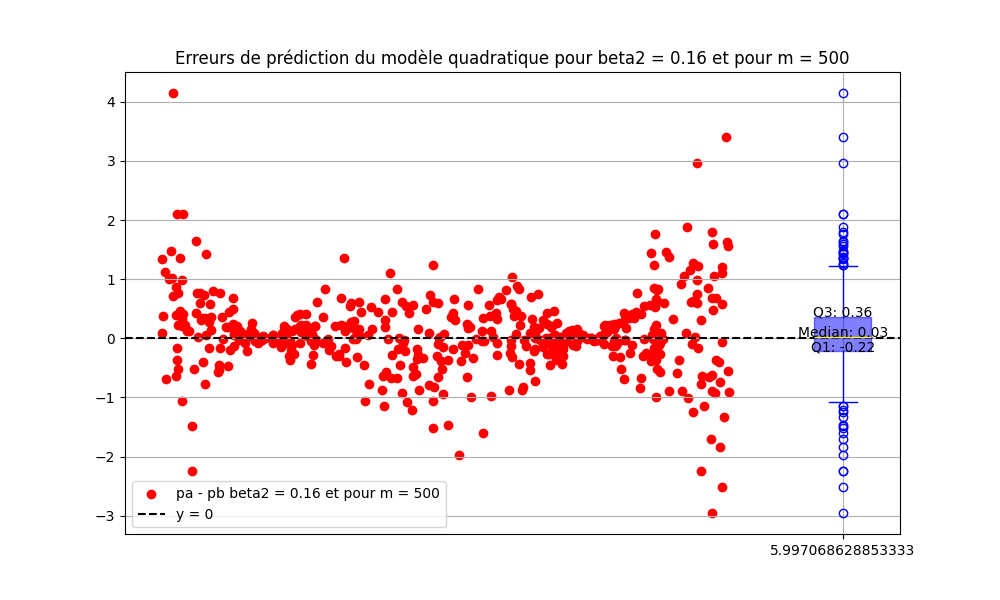 Erreurs de prédiction du modèle quadratique pour beta2 = 0.16 et pour m = 500
4
3
2
1
0
−1
−2
−3
Q3: 0.36
Median: 0.03
Q1: -0.22
pa - pb beta2 = 0.16 et pour m = 500
y = 0
5.997068628853333